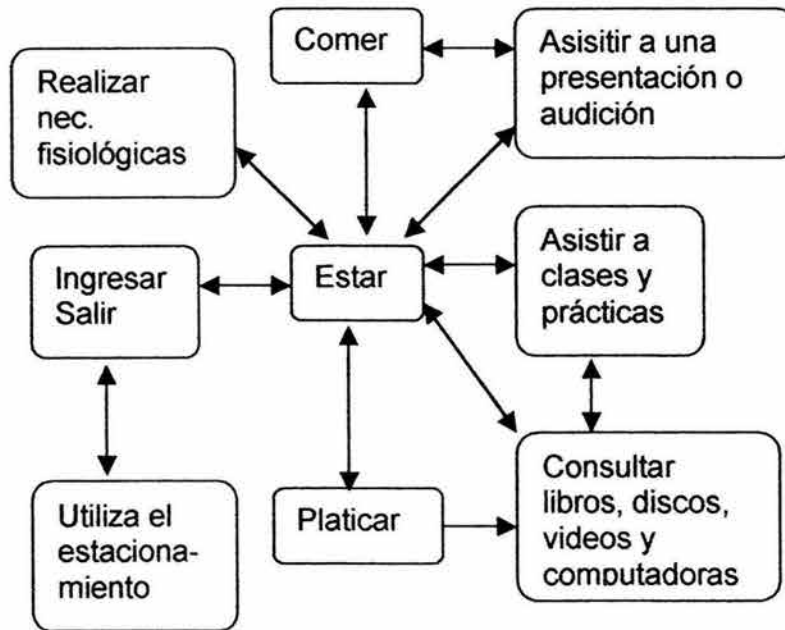 Comer
Asisitir a una
presentación o
audición
Realizar
nec.
fisiológicas
Ingresar
Salir
Estar
Asistir a
clases y
prácticas
Utiliza el
estaciona-
miento
Platicar
Consultar
libros, discos,
videos y
computadoras